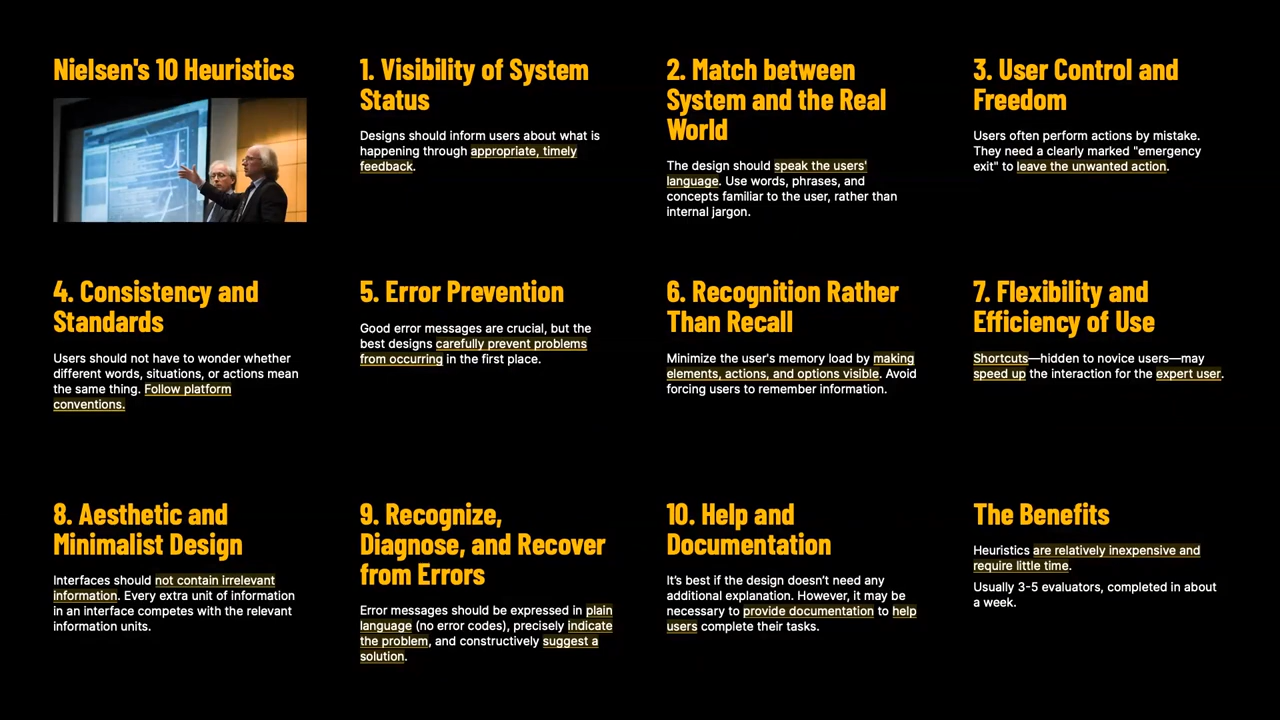 Nielsen's 10 Heuristics
1. Visibility of System
Status
Designs should inform users about what is
happening through appropriate, timely
feedback.
2. Match between
System and the Real
World
The design should speak the users'
language. Use words, phrases, and
concepts familiar to the user, rather than
internal jargon.
3. User Control and
Freedom
Users often perform actions by mistake.
They need a clearly marked "emergency
exit" to leave the unwanted action.
4. Consistency and
Standards
Users should not have to wonder whether
different words, situations, or actions mean
the same thing. Follow platform
conventions.
5. Error Prevention
Good error messages are crucial, but the
best designs carefully prevent problems
from occurring in the first place.
6. Recognition Rather
Than Recall
Minimize the user's memory load by making
elements, actions, and options visible. Avoid
forcing users to remember information.
7. Flexibility and
Efficiency of Use
Shortcuts—hidden to novice users—may
speed up the interaction for the expert user.
8. Aesthetic and
Minimalist Design
Interfaces should not contain irrelevant
information. Every extra unit of information
in an interface competes with the relevant
information units.
9. Recognize,
Diagnose, and Recover
from Errors
Error messages should be expressed in plain
language (no error codes), precisely indicate
the problem, and constructively suggest a
solution.
10. Help and
Documentation
It's best if the design doesn't need any
additional explanation. However, it may be
necessary to provide documentation to help
users complete their tasks.
The Benefits
Heuristics are relatively inexpensive and
require little time.
Usually 3-5 evaluators, completed in about
a week.